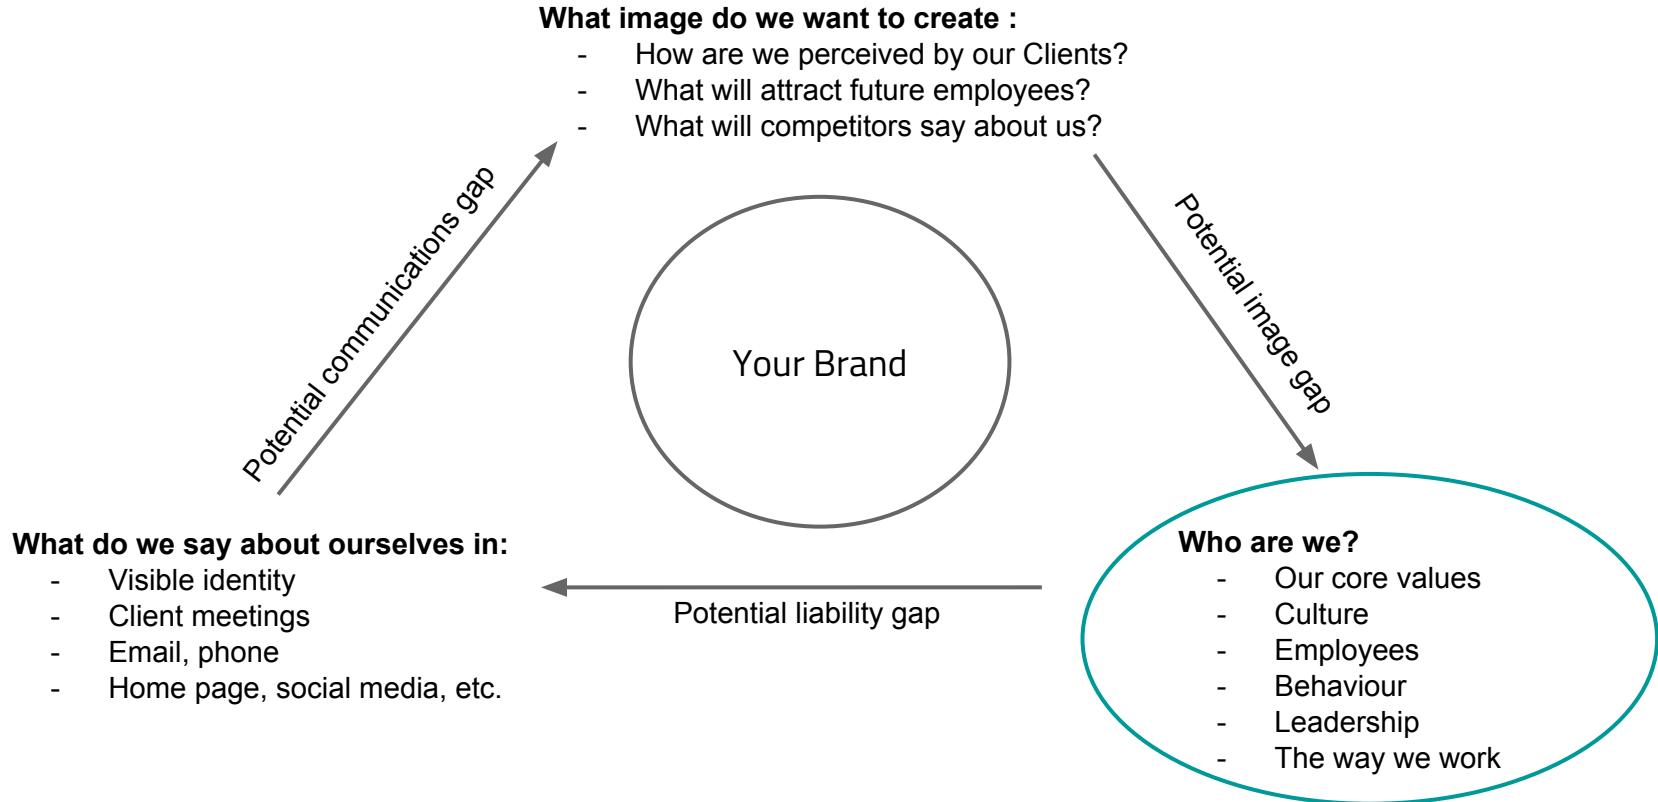 What image do we want to create :
- How are we perceived by our Clients?
- What will attract future employees?
- What will competitors say about us?
Potential communications gap
Potential image gap
Your Brand
What do we say about ourselves in:
- Visible identity
- Client meetings
- Email, phone
- Home page, social media, etc.
Potential liability gap
Who are we?
- Our core values
- Culture
- Employees
- Behaviour
- Leadership
- The way we work